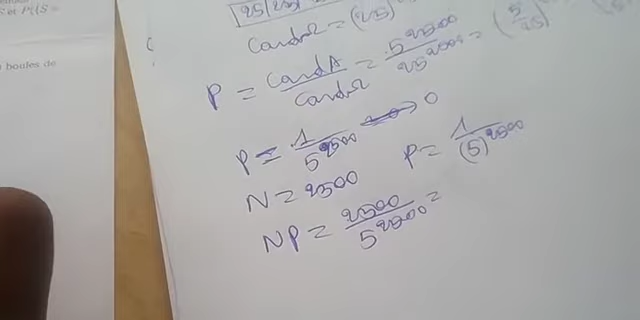 et P(S =
boules de
Card Ω = (25)
P = Card A / Card Ω = 5^2500 / 25^2500 = (5/25)
P = 1 / 5^2500 → 0
P = 1 / (5)^2500
N = 2500
NP = 2500 / 5^2500 =